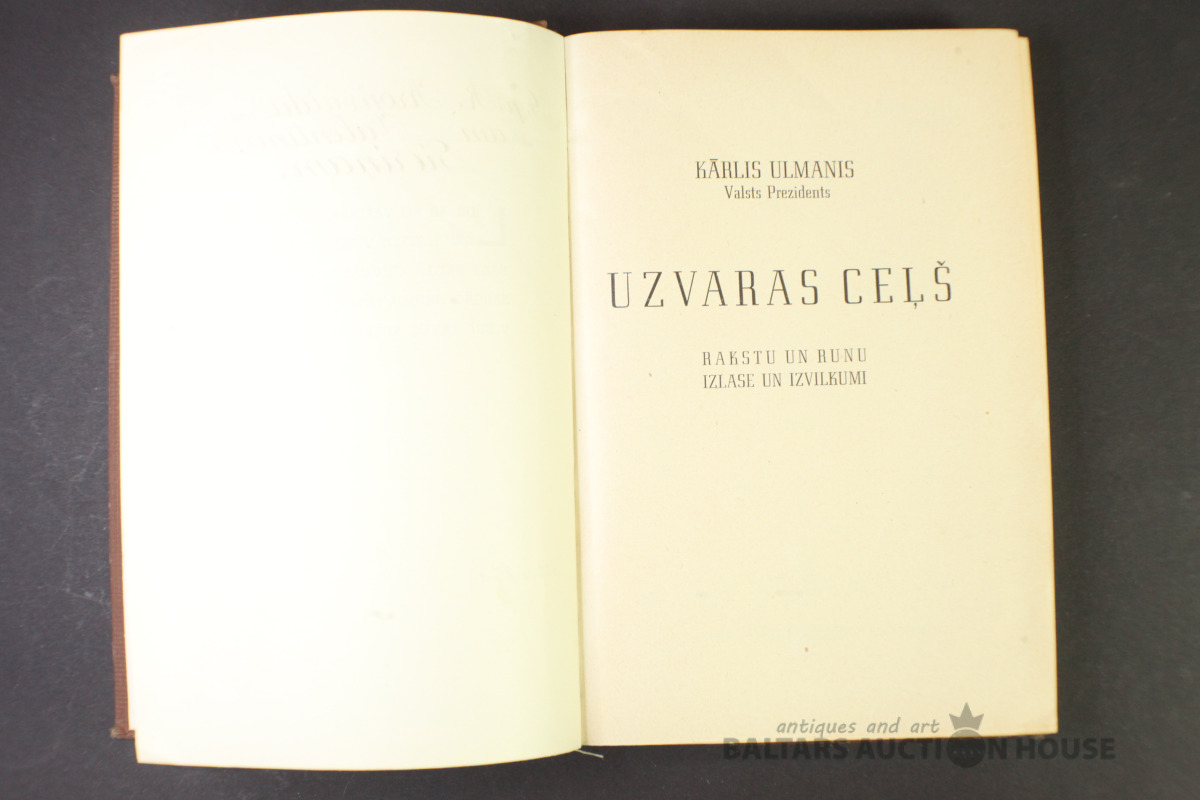 KĀRLIS ULMANIS
Valsts Prezidents
UZVARAS CEĻŠ
RAKSTU UN RUNU
IZLASE UN IZVILKUMI
antiques and art
BALTARS AUCTION HOUSE